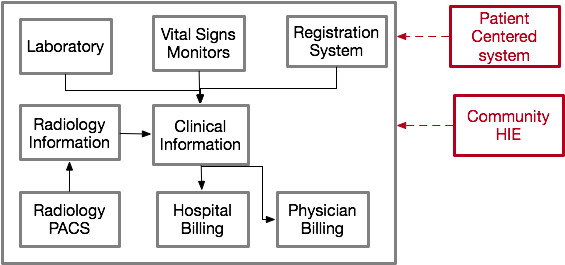 Laboratory
Vital Signs
Monitors
Registration
System
Patient
Centered
system
Radiology
Information
Clinical
Information
Community
HIE
Radiology
PACS
Hospital
Billing
Physician
Billing